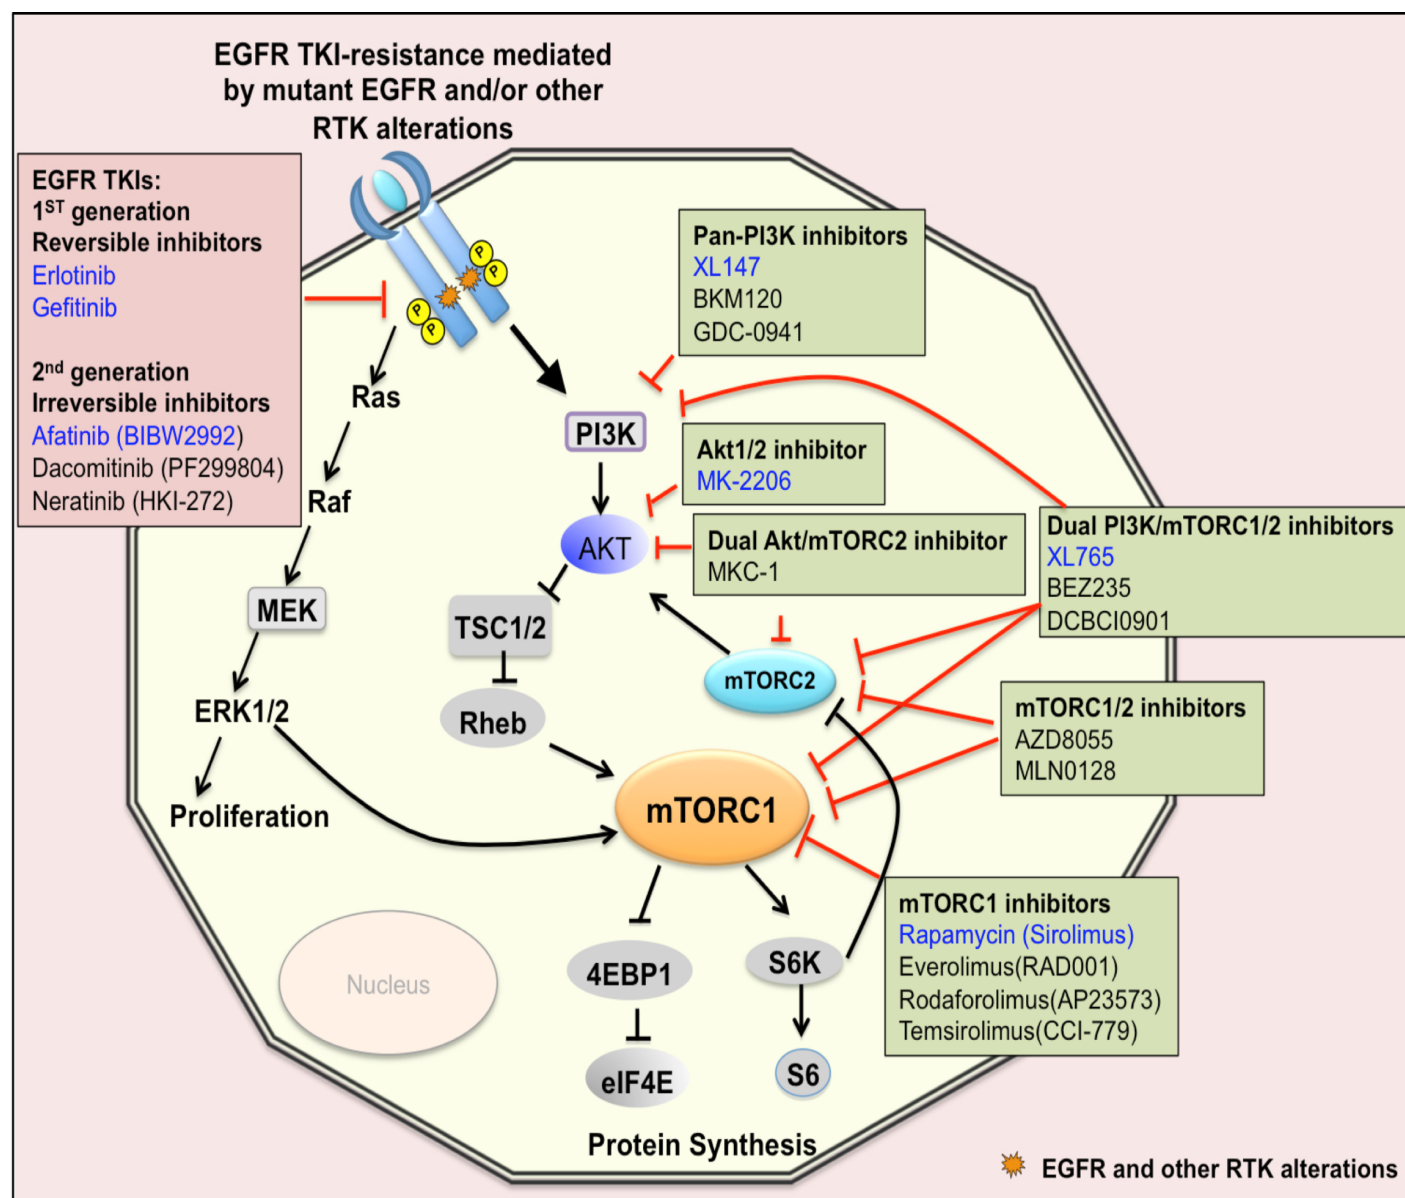 EGFR TKI-resistance mediated
by mutant EGFR and/or other
RTK alterations
EGFR TKIs:
1ST generation
Reversible inhibitors
Erlotinib
Gefitinib
2nd generation
Irreversible inhibitors
Afatinib (BIBW2992)
Dacomitinib (PF299804)
Neratinib (HKI-272)
P
P
P
P
Pan-PI3K inhibitors
XL147
BKM120
GDC-0941
Ras
PI3K
Akt1/2 inhibitor
MK-2206
Raf
AKT
Dual Akt/mTORC2 inhibitor
MKC-1
Dual PI3K/mTORC1/2 inhibitors
XL765
BEZ235
DCBCI0901
MEK
TSC1/2
mTORC2
ERK1/2
Rheb
mTORC1/2 inhibitors
AZD8055
MLN0128
Proliferation
mTORC1
mTORC1 inhibitors
Rapamycin (Sirolimus)
Everolimus(RAD001)
Rodaforolimus(AP23573)
Temsirolimus(CCI-779)
Nucleus
4EBP1
S6K
eIF4E
S6
Protein Synthesis
EGFR and other RTK alterations